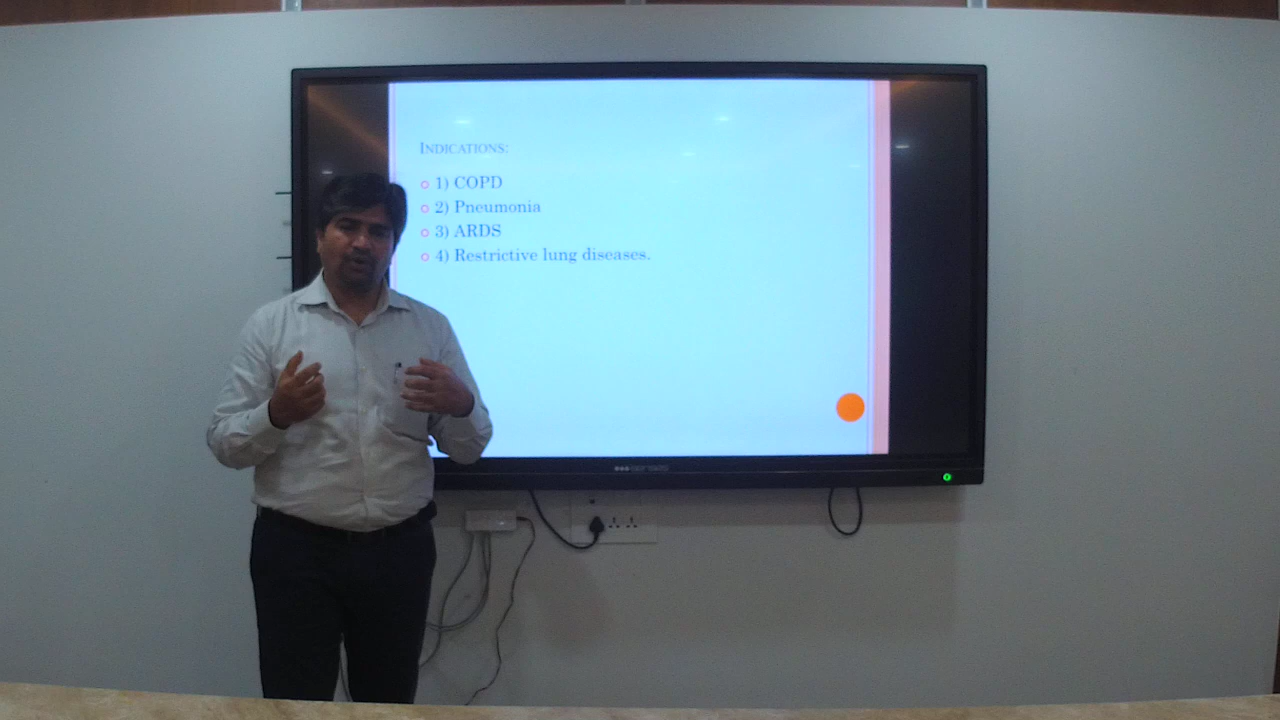 INDICATIONS:
1) COPD
2) Pneumonia
3) ARDS
4) Restrictive lung diseases.